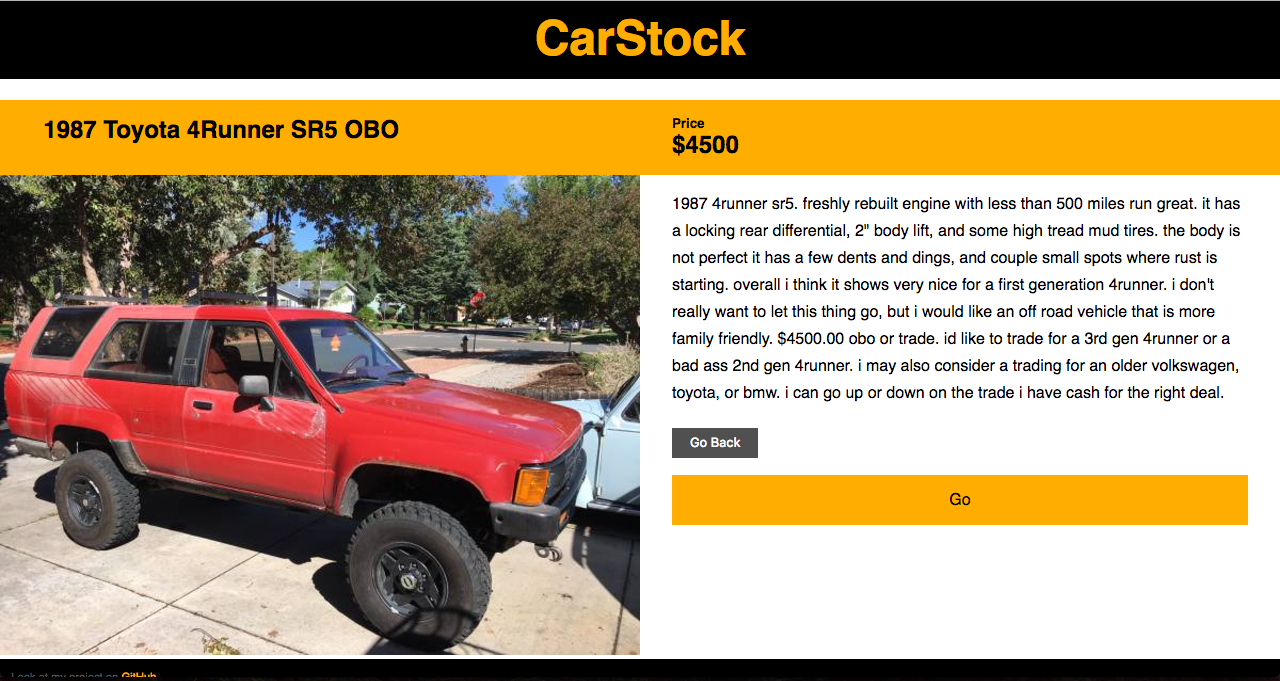 CarStock
1987 Toyota 4Runner SR5 OBO
Price
$4500
1987 4runner sr5. freshly rebuilt engine with less than 500 miles run great. it has
a locking rear differential, 2" body lift, and some high tread mud tires. the body is
not perfect it has a few dents and dings, and couple small spots where rust is
starting. overall i think it shows very nice for a first generation 4runner. i don't
really want to let this thing go, but i would like an off road vehicle that is more
family friendly. $4500.00 obo or trade. id like to trade for a 3rd gen 4runner or a
bad ass 2nd gen 4runner. i may also consider a trading for an older volkswagen,
toyota, or bmw. i can go up or down on the trade i have cash for the right deal.
Go Back
Go
Look at my project on GitHub